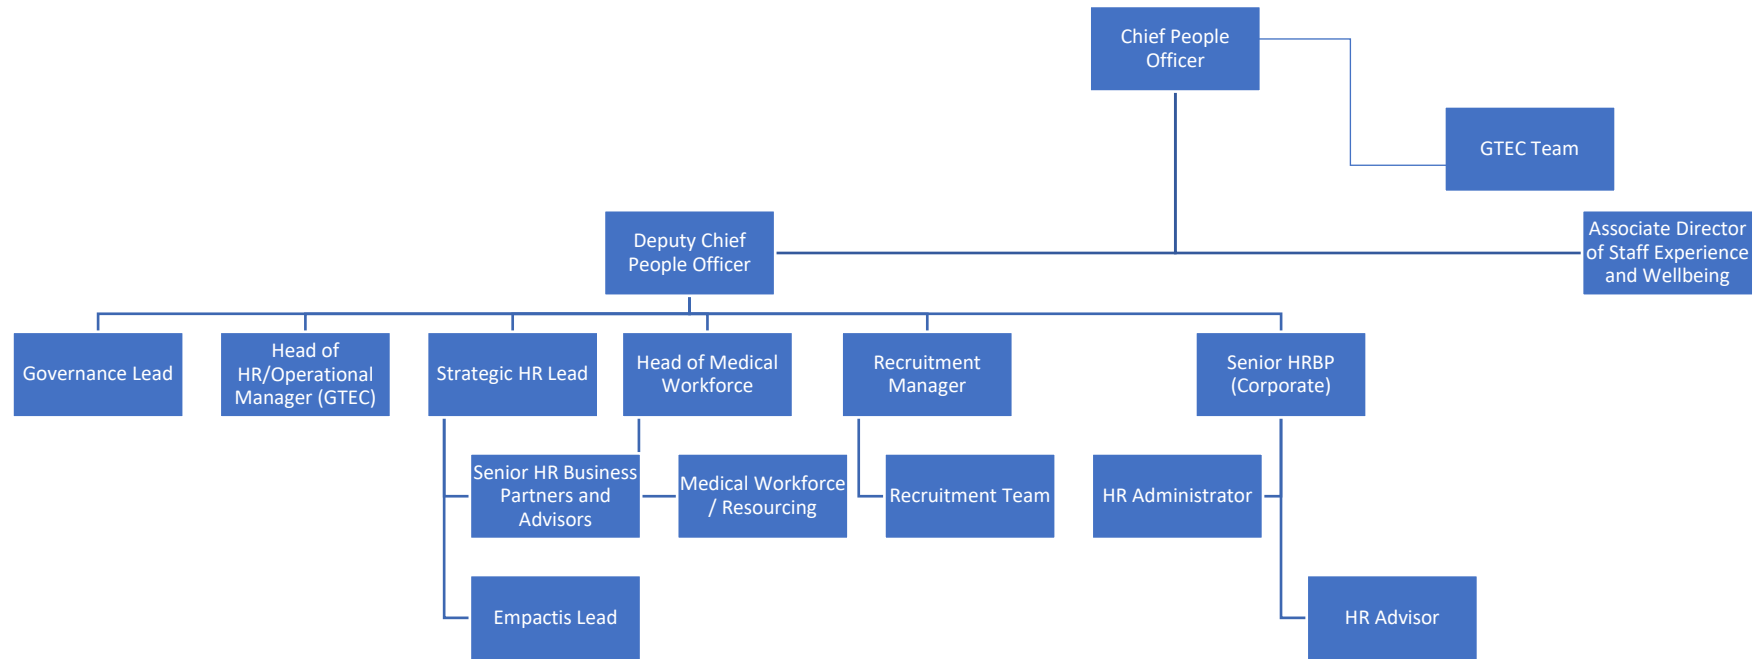 Chief People
Officer
GTEC Team
Deputy Chief
People Officer
Associate Director
of Staff Experience
and Wellbeing
Governance Lead
Head of
HR/Operational
Manager (GTEC)
Strategic HR Lead
Head of Medical
Workforce
Recruitment
Manager
Senior HRBP
(Corporate)
Senior HR Business
Partners and
Advisors
Medical Workforce
/ Resourcing
Recruitment Team
HR Administrator
Empactis Lead
HR Advisor